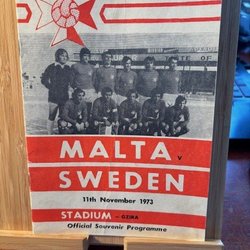 MALTA
v
SWEDEN
11th November 1973
STADIUM - GZIRA
Official Souvenir Programme